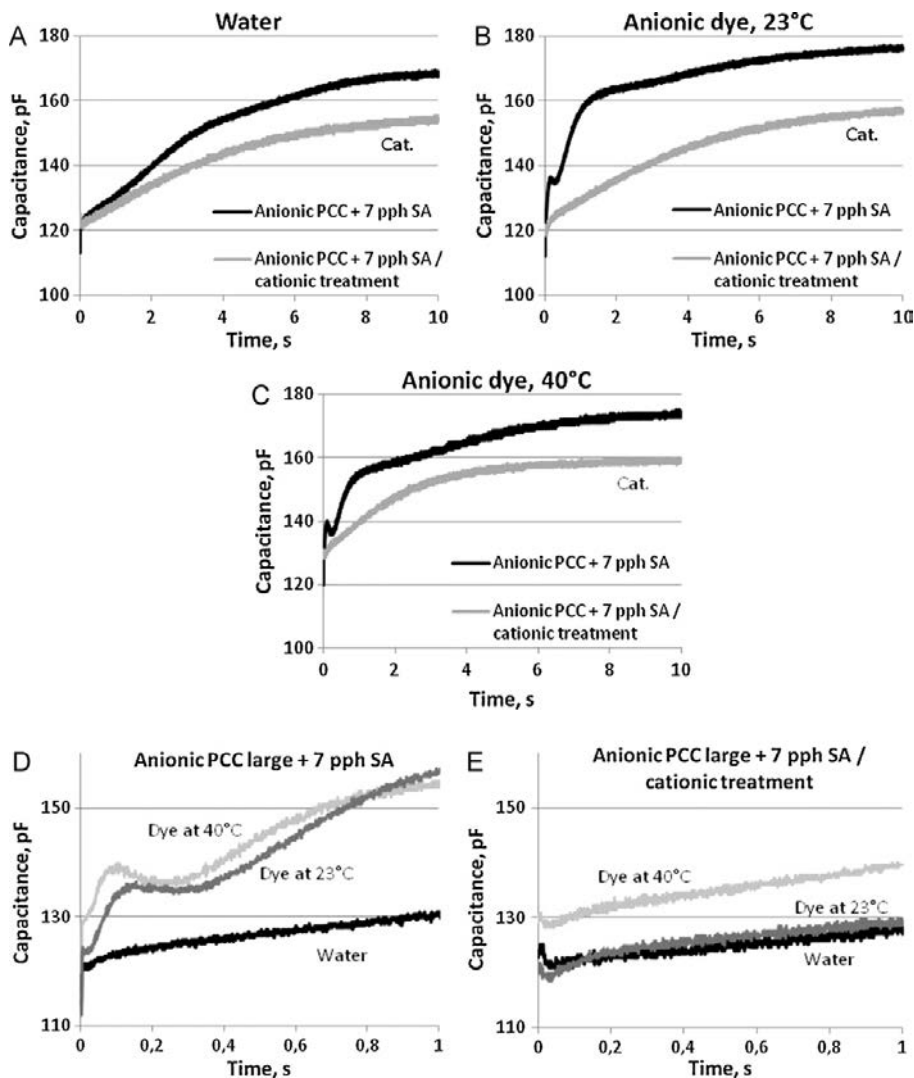 A
Water
180
160
140
120
100
Capacitance, pF
Cat.
Anionic PCC + 7 pph SA
Anionic PCC + 7 pph SA /
cationic treatment
0 2 4 6 8 10
Time, s
B
Anionic dye, 23°C
180
160
140
120
100
Capacitance, pF
Cat.
Anionic PCC + 7 pph SA
Anionic PCC + 7 pph SA /
cationic treatment
0 2 4 6 8 10
Time, s
C
Anionic dye, 40°C
180
160
140
120
100
Capacitance, pF
Cat.
Anionic PCC + 7 pph SA
Anionic PCC + 7 pph SA /
cationic treatment
0 2 4 6 8 10
Time, s
D
Anionic PCC large + 7 pph SA
150
130
110
Capacitance, pF
Dye at 40°C
Dye at 23°C
Water
0 0,2 0,4 0,6 0,8 1
Time, s
E
Anionic PCC large + 7 pph SA /
cationic treatment
150
130
110
Capacitance, pF
Dye at 40°C
Dye at 23°C
Water
0 0,2 0,4 0,6 0,8 1
Time, s